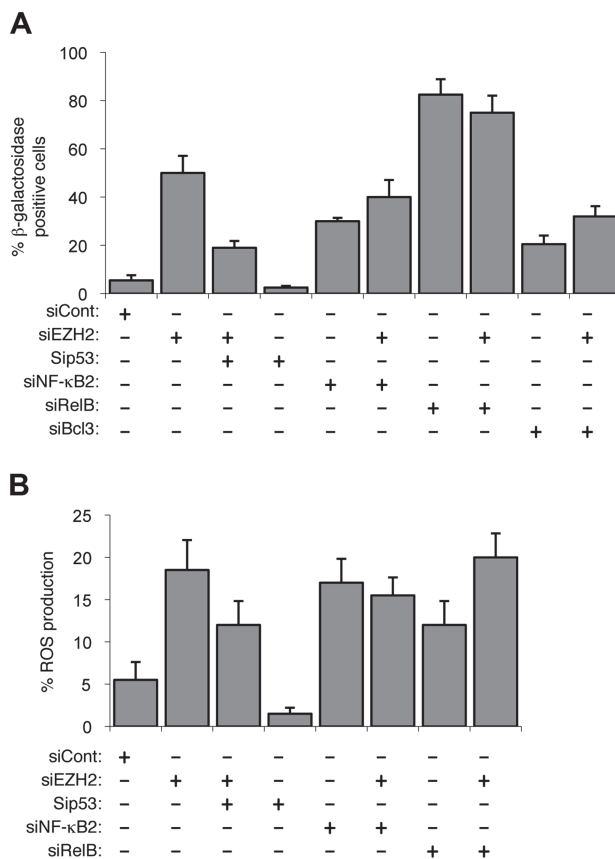 A
% β-galactosidase
positiive cells
100
80
60
40
20
0
siCont: + – – – – – – – – –
siEZH2: – + + – – + – + – +
Sip53: – – + + – – – – – –
siNF-κB2: – – – – + + – – – –
siRelB: – – – – – – + + – –
siBcl3: – – – – – – – – + +
B
% ROS production
25
20
15
10
5
0
siCont: + – – – – – – –
siEZH2: – + + – – + – +
Sip53: – – + + – – – –
siNF-κB2: – – – – + + – –
siRelB: – – – – – – + +